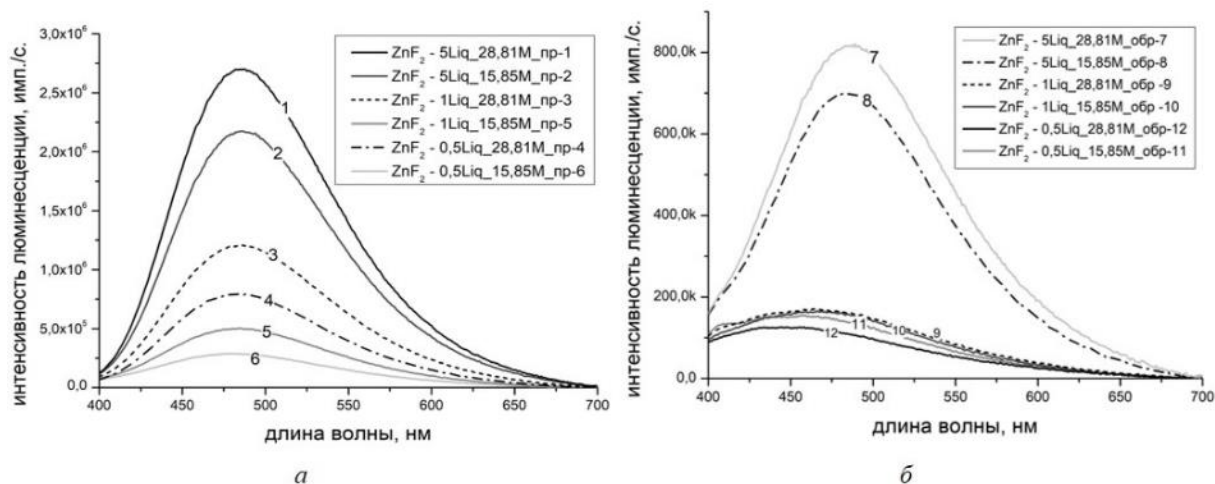 интенсивность люминесценции, имп./с.
3,0x10⁶
2,5x10⁶
2,0x10⁶
1,5x10⁶
1,0x10⁶
5,0x10⁵
0,0
400
450
500
550
600
650
700
длина волны, нм
ZnF₂ - 5Liq_28,81M_пр-1
ZnF₂ - 5Liq_15,85M_пр-2
ZnF₂ - 1Liq_28,81M_пр-3
ZnF₂ - 1Liq_15,85M_пр-5
ZnF₂ - 0,5Liq_28,81M_пр-4
ZnF₂ - 0,5Liq_15,85M_пр-6
1
2
3
4
5
6
а
интенсивность люминесценции, имп./с.
800,0k
600,0k
400,0k
200,0k
0,0
400
450
500
550
600
650
700
длина волны, нм
ZnF₂ - 5Liq_28,81M_обр-7
ZnF₂ - 5Liq_15,85M_обр-8
ZnF₂ - 1Liq_28,81M_обр -9
ZnF₂ - 1Liq_15,85M_обр -10
ZnF₂ - 0,5Liq_28,81M_обр-12
ZnF₂ - 0,5Liq_15,85M_обр-11
7
8
12
11
10
9
б